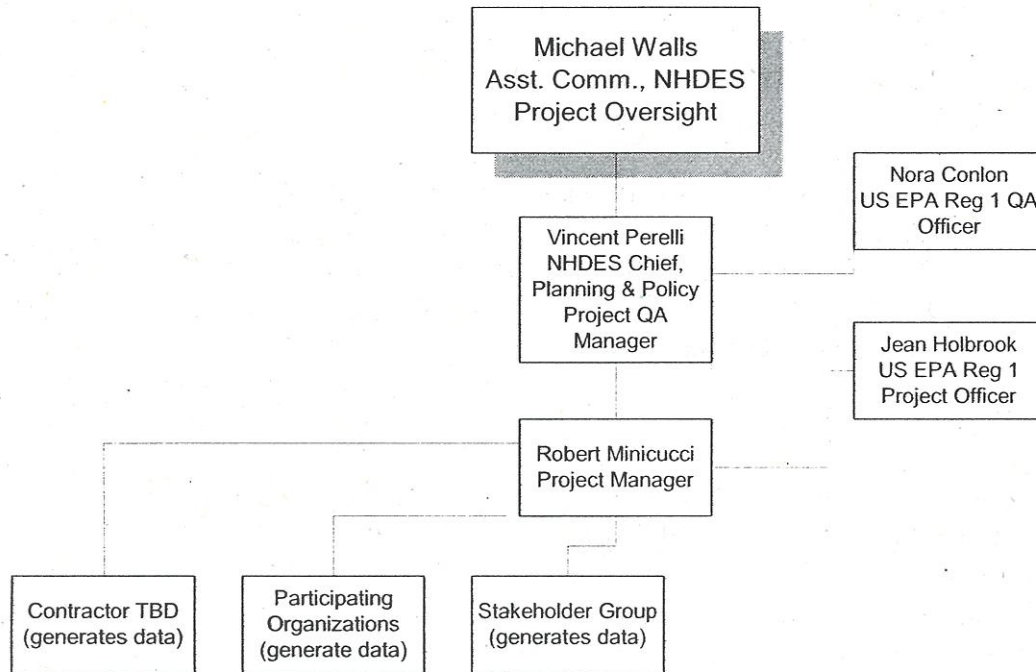 Michael Walls
Asst. Comm., NHDES
Project Oversight
Nora Conlon
US EPA Reg 1 QA
Officer
Vincent Perelli
NHDES Chief,
Planning & Policy
Project QA
Manager
Jean Holbrook
US EPA Reg 1
Project Officer
Robert Minicucci
Project Manager
Contractor TBD
(generates data)
Participating
Organizations
(generate data)
Stakeholder Group
(generates data)